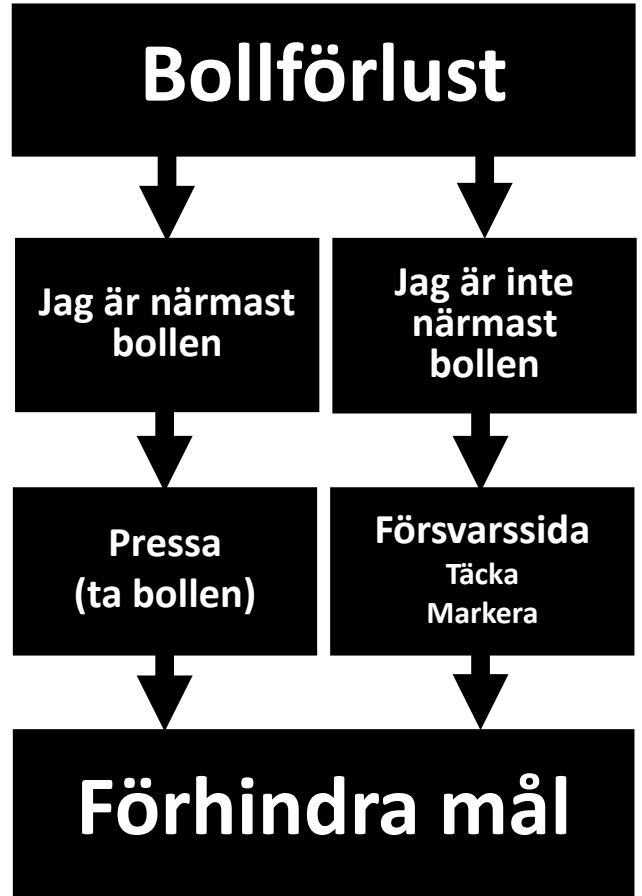 Bollförlust
Jag är närmast
bollen
Jag är inte
närmast
bollen
Pressa
(ta bollen)
Försvarssida
Täcka
Markera
Förhindra mål